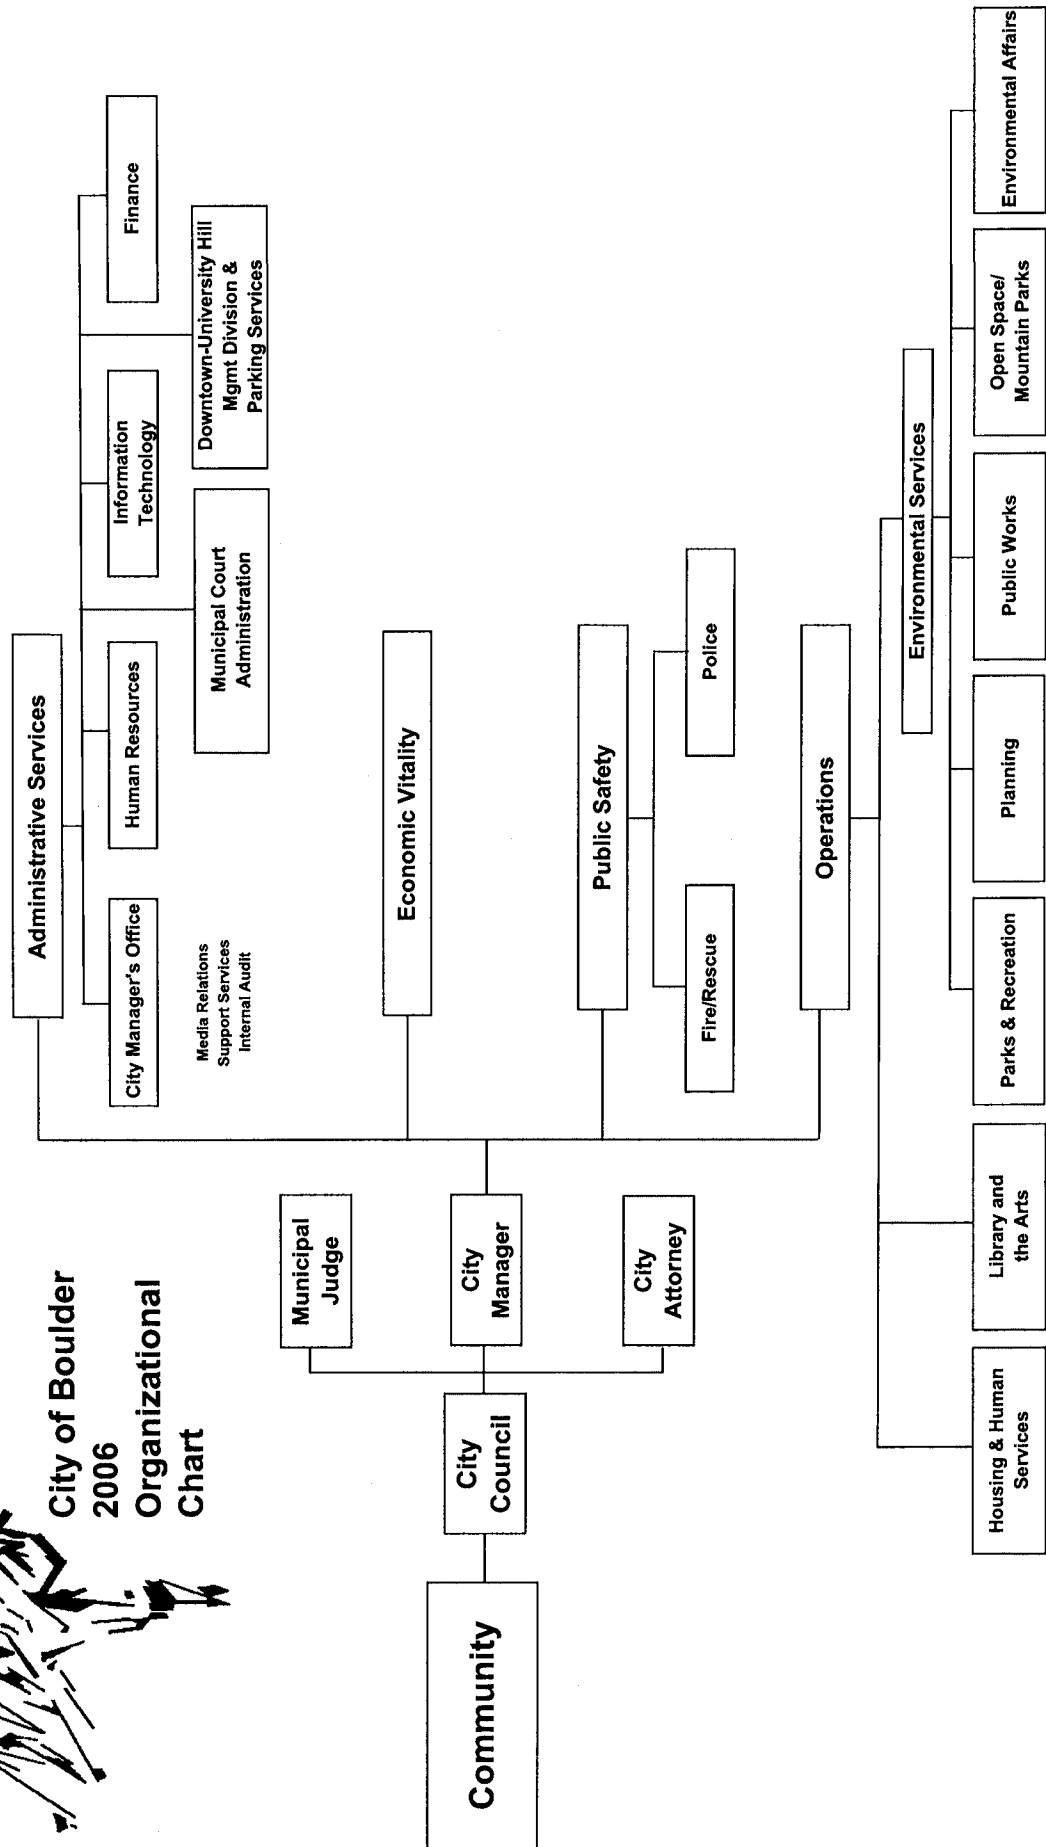 City of Boulder
2006
Organizational
Chart
Community
City
Council
Municipal
Judge
City
Manager
City
Attorney
Administrative Services
City Manager's Office
Media Relations
Support Services
Internal Audit
Human Resources
Municipal Court
Administration
Information
Technology
Downtown-University Hill
Mgmt Division &
Parking Services
Finance
Economic Vitality
Public Safety
Fire/Rescue
Police
Operations
Environmental Services
Housing & Human
Services
Library and
the Arts
Parks & Recreation
Planning
Public Works
Open Space/
Mountain Parks
Environmental Affairs